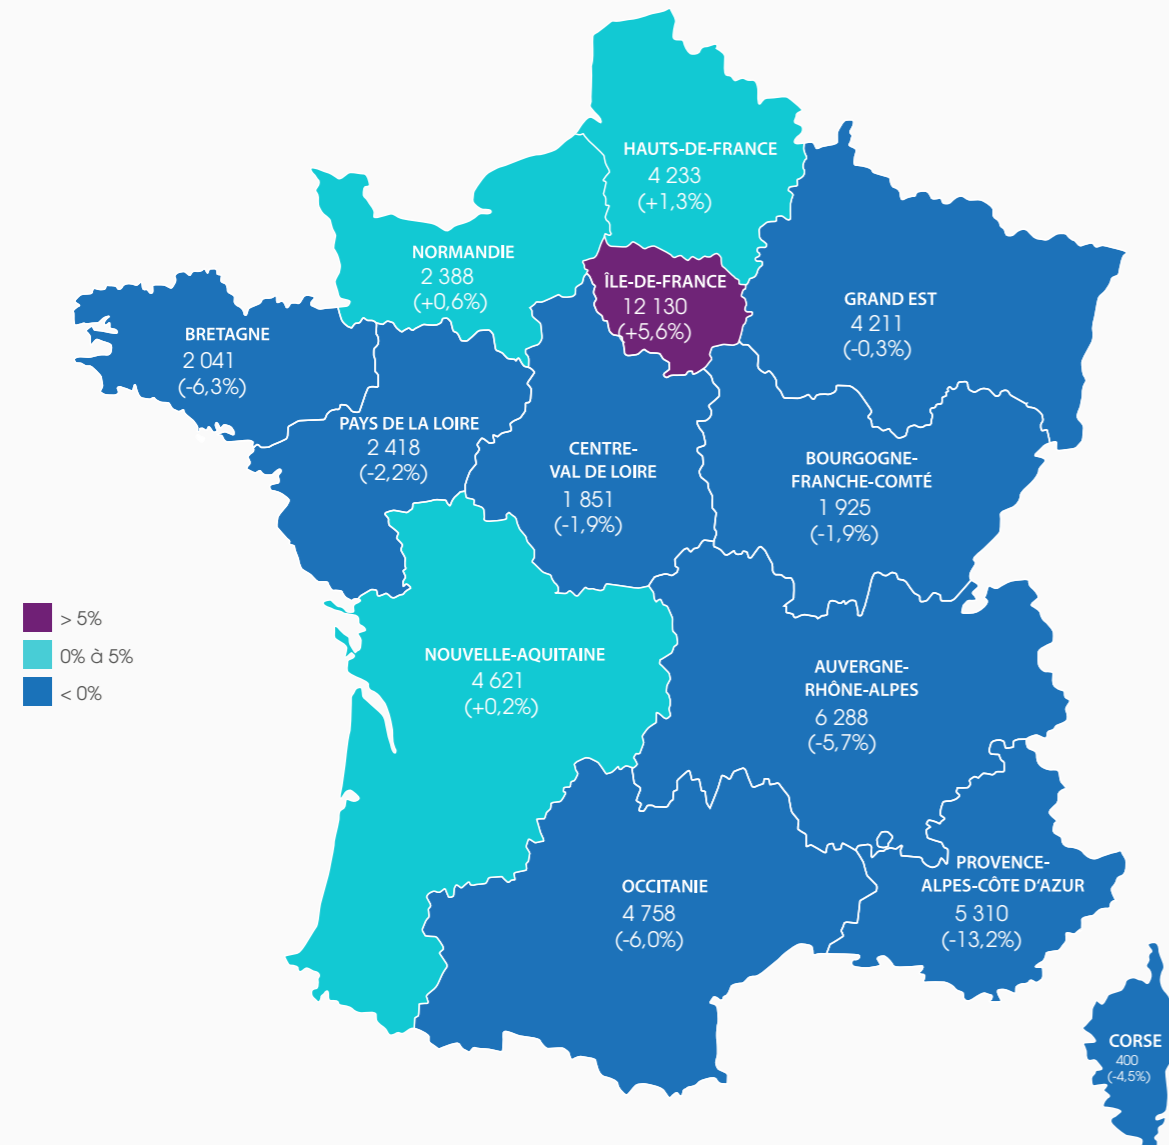 HAUTS-DE-FRANCE
4 233
(+1,3%)
NORMANDIE
2 388
(+0,6%)
ÎLE-DE-FRANCE
12 130
(+5,6%)
GRAND EST
4 211
(-0,3%)
BRETAGNE
2 041
(-6,3%)
PAYS DE LA LOIRE
2 418
(-2,2%)
CENTRE-
VAL DE LOIRE
1 851
(-1,9%)
BOURGOGNE-
FRANCHE-COMTÉ
1 925
(-1,9%)
> 5%
0% à 5%
< 0%
NOUVELLE-AQUITAINE
4 621
(+0,2%)
AUVERGNE-
RHÔNE-ALPES
6 288
(-5,7%)
OCCITANIE
4 758
(-6,0%)
PROVENCE-
ALPES-CÔTE D'AZUR
5 310
(-13,2%)
CORSE
400
(-4,5%)